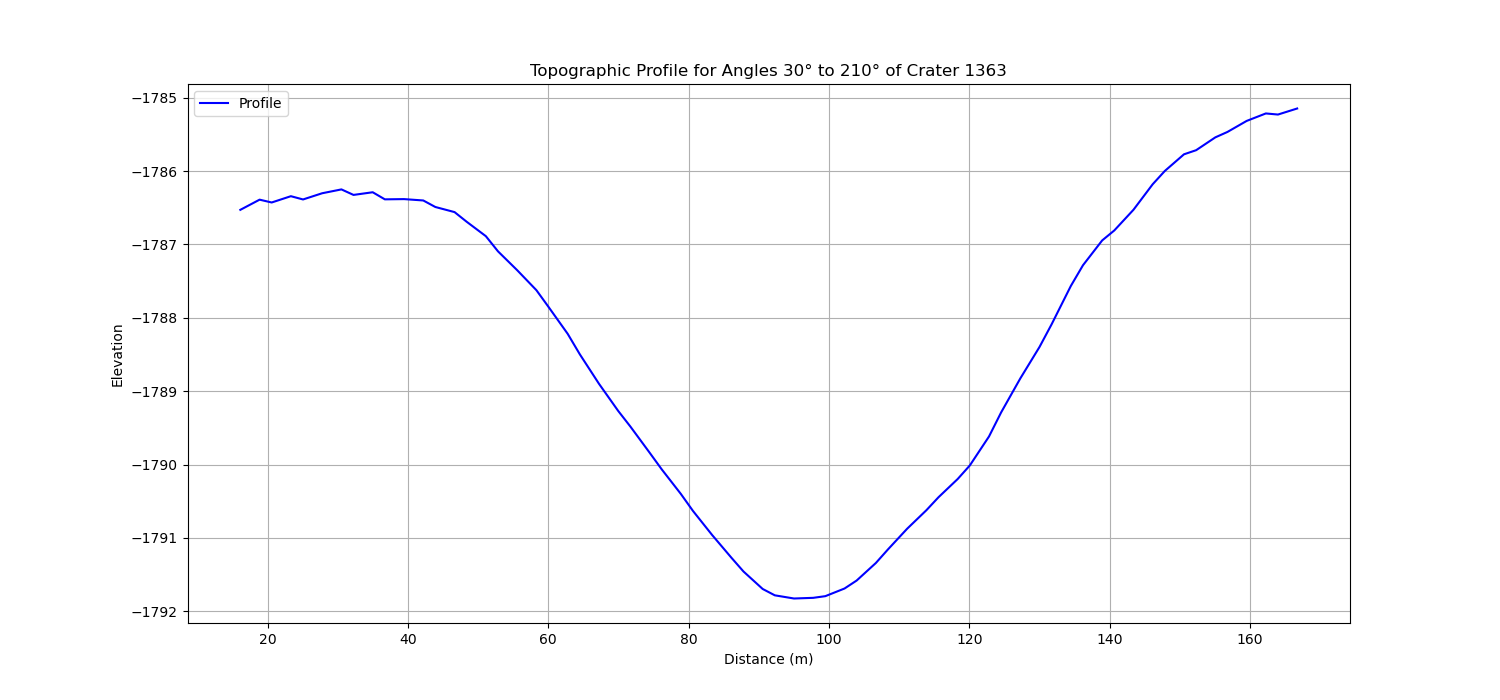 Topographic Profile for Angles 30° to 210° of Crater 1363
Profile
−1785
−1786
−1787
−1788
−1789
−1790
−1791
−1792
Elevation
20 40 60 80 100 120 140 160
Distance (m)